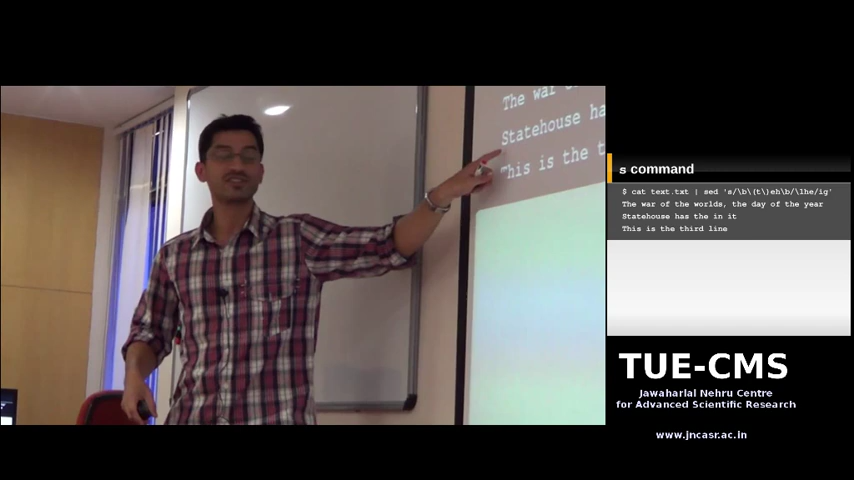 The war
Statehouse ha
This is the t
s command
$ cat text.txt | sed 's/\b\(t\)eh\b/\1he/ig'
The war of the worlds, the day of the year
Statehouse has the in it
This is the third line
TUE-CMS
Jawaharlal Nehru Centre
for Advanced Scientific Research
www.jncasr.ac.in